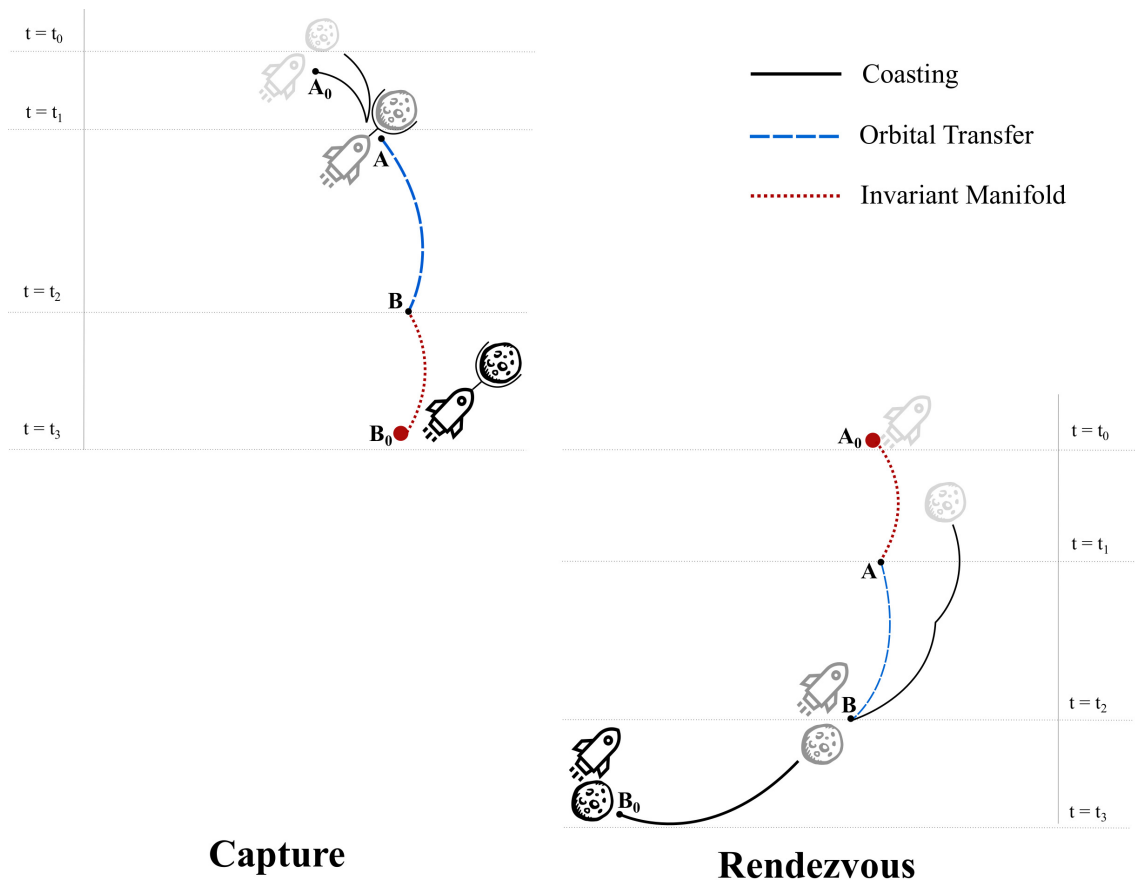 t = t₀
A₀
t = t₁
A
t = t₂
B
t = t₃
B₀
Capture
Coasting
Orbital Transfer
Invariant Manifold
A₀
t = t₀
A
t = t₁
B
t = t₂
B₀
t = t₃
Rendezvous